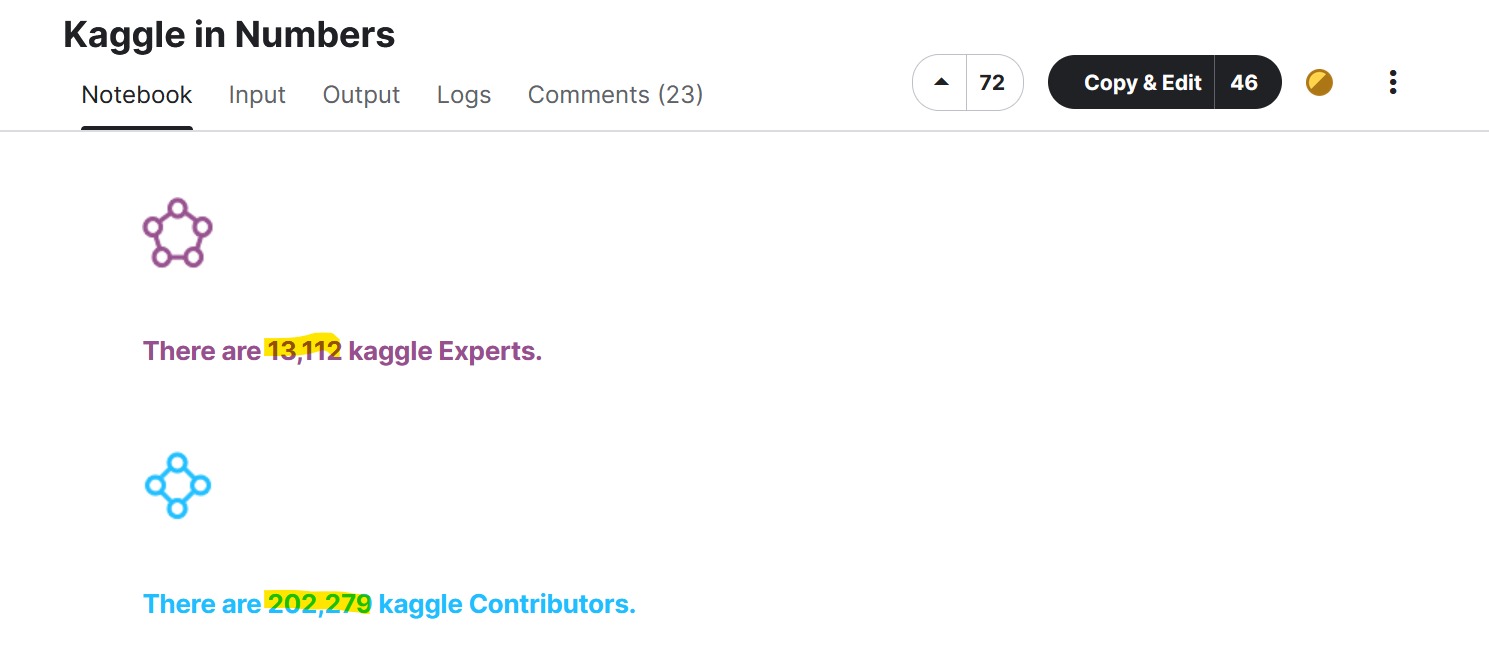 Kaggle in Numbers
Notebook Input Output Logs Comments (23)
72
Copy & Edit 46
There are 13,112 kaggle Experts.
There are 202,279 kaggle Contributors.